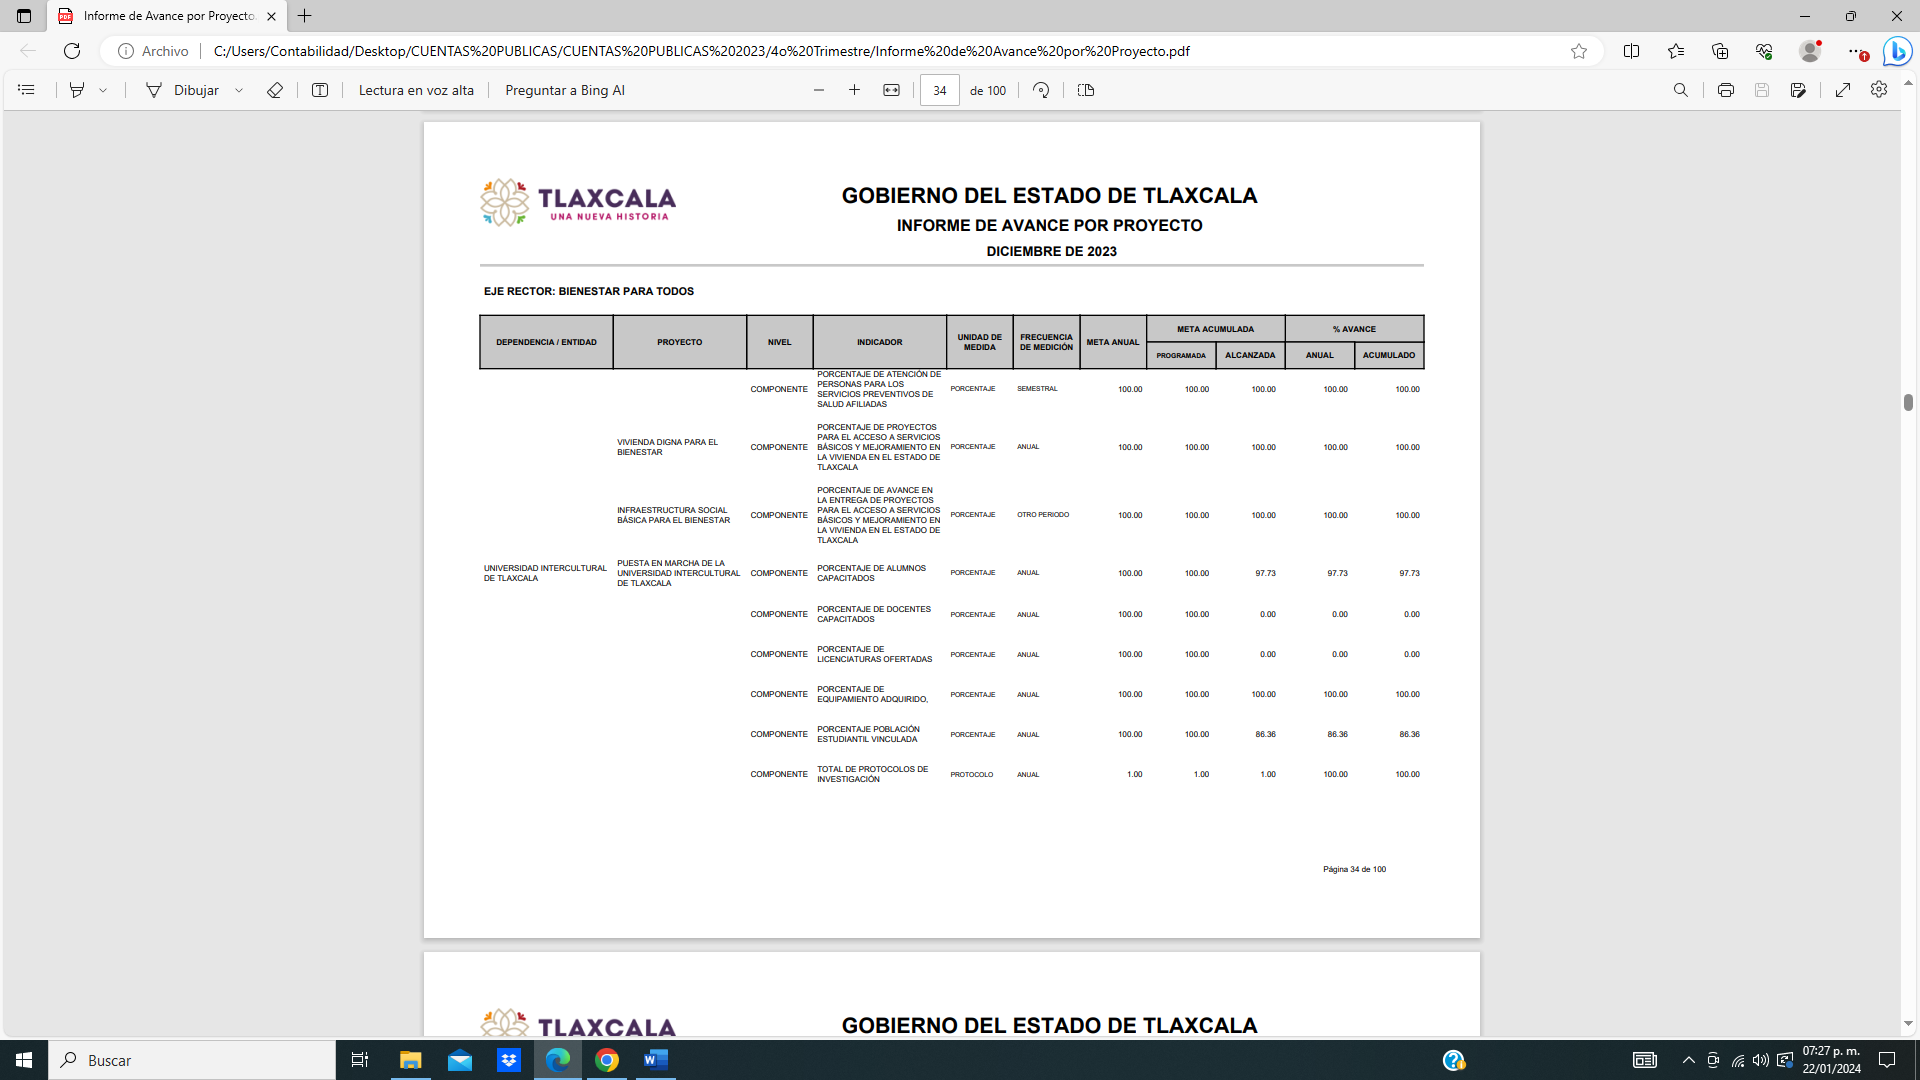 Informe de Avance por Proyecto.
Archivo
C:/Users/Contabilidad/Desktop/CUENTAS%20PUBLICAS/CUENTAS%20PUBLICAS%202023/4o%20Trimestre/Informe%20de%20Avance%20por%20Proyecto.pdf
Dibujar
Lectura en voz alta
Preguntar a Bing AI
34 de 100
TLAXCALA
UNA NUEVA HISTORIA
GOBIERNO DEL ESTADO DE TLAXCALA
INFORME DE AVANCE POR PROYECTO
DICIEMBRE DE 2023
EJE RECTOR: BIENESTAR PARA TODOS
DEPENDENCIA / ENTIDAD
PROYECTO
NIVEL
INDICADOR
UNIDAD DE
MEDIDA
FRECUENCIA
DE MEDICIÓN
META ANUAL
META ACUMULADA
PROGRAMADA
ALCANZADA
% AVANCE
ANUAL
ACUMULADO
COMPONENTE
PORCENTAJE DE ATENCIÓN DE
PERSONAS PARA LOS
SERVICIOS PREVENTIVOS DE
SALUD AFILIADAS
PORCENTAJE
SEMESTRAL
100.00 100.00 100.00 100.00 100.00
VIVIENDA DIGNA PARA EL
BIENESTAR
COMPONENTE
PORCENTAJE DE PROYECTOS
PARA EL ACCESO A SERVICIOS
BÁSICOS Y MEJORAMIENTO EN
LA VIVIENDA EN EL ESTADO DE
TLAXCALA
PORCENTAJE
ANUAL
100.00 100.00 100.00 100.00 100.00
INFRAESTRUCTURA SOCIAL
BÁSICA PARA EL BIENESTAR
COMPONENTE
PORCENTAJE DE AVANCE EN
LA ENTREGA DE PROYECTOS
PARA EL ACCESO A SERVICIOS
BÁSICOS Y MEJORAMIENTO EN
LA VIVIENDA EN EL ESTADO DE
TLAXCALA
PORCENTAJE
OTRO PERIODO
100.00 100.00 100.00 100.00 100.00
UNIVERSIDAD INTERCULTURAL
DE TLAXCALA
PUESTA EN MARCHA DE LA
UNIVERSIDAD INTERCULTURAL
DE TLAXCALA
COMPONENTE
PORCENTAJE DE ALUMNOS
CAPACITADOS
PORCENTAJE
ANUAL
100.00 100.00 97.73 97.73 97.73
COMPONENTE
PORCENTAJE DE DOCENTES
CAPACITADOS
PORCENTAJE
ANUAL
100.00 100.00 0.00 0.00 0.00
COMPONENTE
PORCENTAJE DE
LICENCIATURAS OFERTADAS
PORCENTAJE
ANUAL
100.00 100.00 0.00 0.00 0.00
COMPONENTE
PORCENTAJE DE
EQUIPAMIENTO ADQUIRIDO,
PORCENTAJE
ANUAL
100.00 100.00 100.00 100.00 100.00
COMPONENTE
PORCENTAJE POBLACIÓN
ESTUDIANTIL VINCULADA
PORCENTAJE
ANUAL
100.00 100.00 86.36 86.36 86.36
COMPONENTE
TOTAL DE PROTOCOLOS DE
INVESTIGACIÓN
PROTOCOLO
ANUAL
1.00 1.00 1.00 100.00 100.00
Página 34 de 100
TLAXCALA
GOBIERNO DEL ESTADO DE TLAXCALA
Buscar
07:27 p. m.
22/01/2024